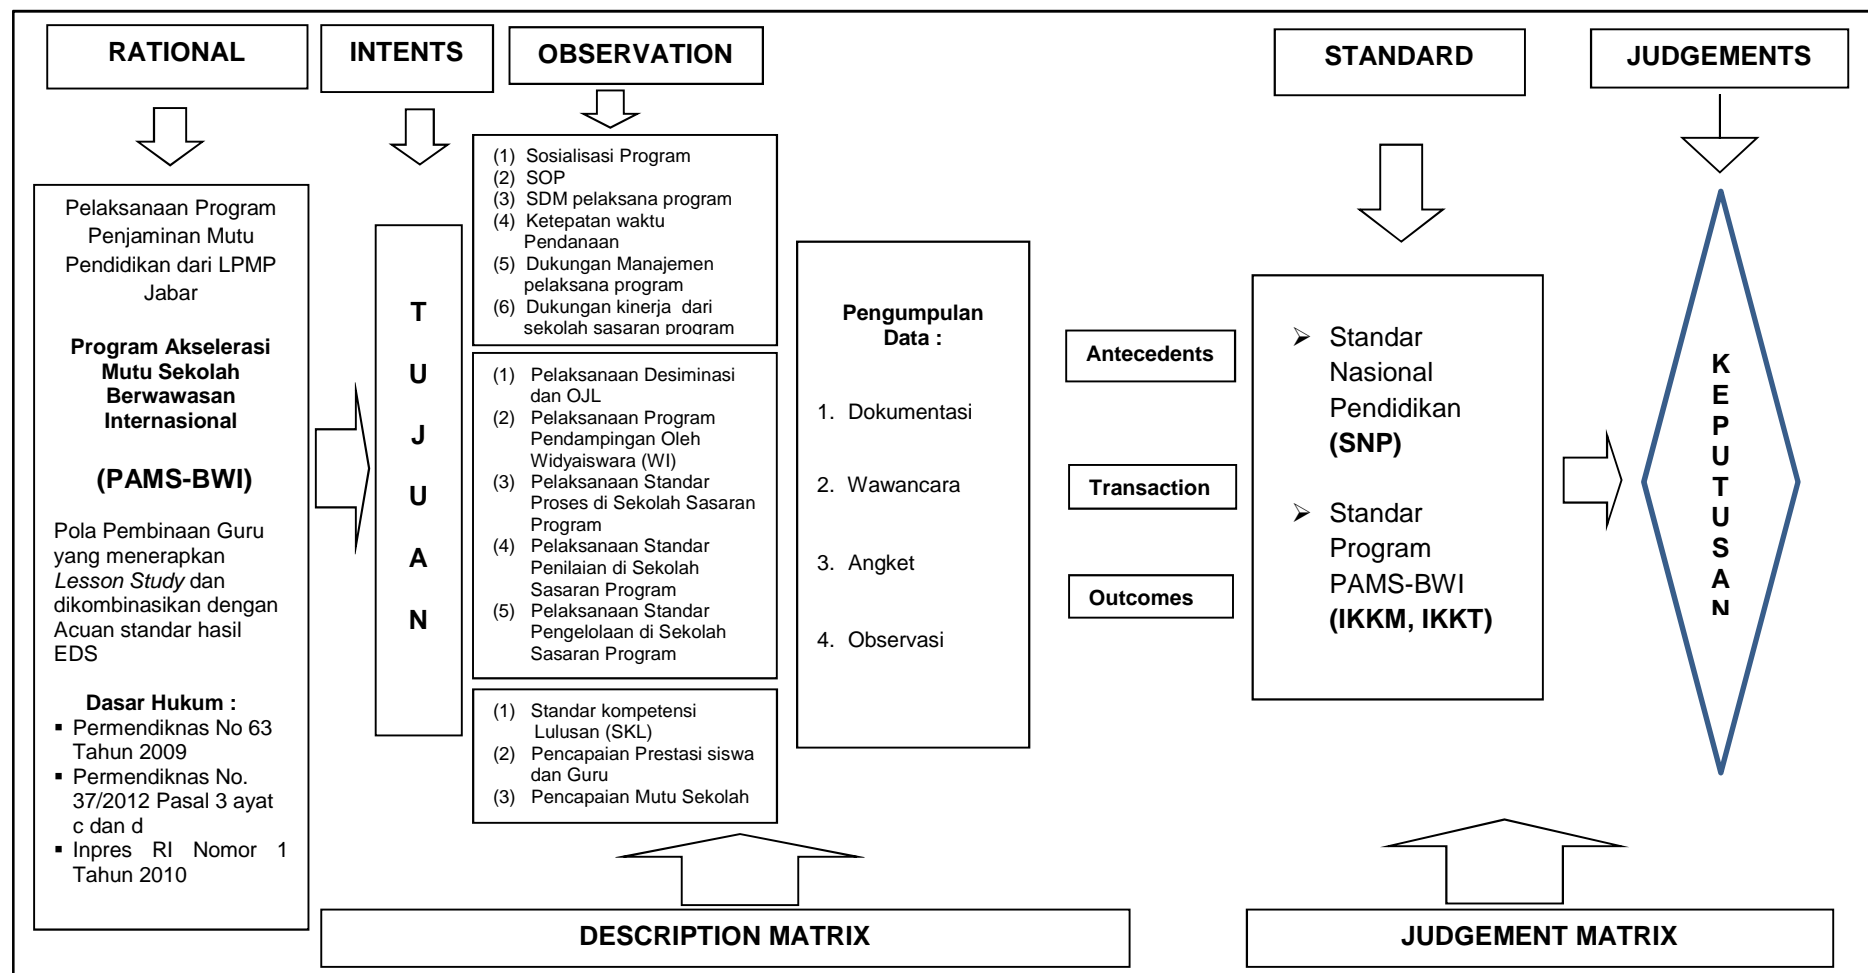 RATIONAL
INTENTS
OBSERVATION
STANDARD
JUDGEMENTS
Pelaksanaan Program
Penjaminan Mutu
Pendidikan dari LPMP
Jabar
Program Akselerasi
Mutu Sekolah
Berwawasan
Internasional
(PAMS-BWI)
Pola Pembinaan Guru
yang menerapkan
Lesson Study dan
dikombinasikan dengan
Acuan standar hasil
EDS
Dasar Hukum :
▪ Permendiknas No 63
Tahun 2009
▪ Permendiknas No.
37/2012 Pasal 3 ayat
c dan d
▪ Inpres RI Nomor 1
Tahun 2010
T
U
J
U
A
N
(1) Sosialisasi Program
(2) SOP
(3) SDM pelaksana program
(4) Ketepatan waktu
Pendanaan
(5) Dukungan Manajemen
pelaksana program
(6) Dukungan kinerja dari
sekolah sasaran program
(1) Pelaksanaan Desiminasi
dan OJL
(2) Pelaksanaan Program
Pendampingan Oleh
Widyaiswara (WI)
(3) Pelaksanaan Standar
Proses di Sekolah Sasaran
Program
(4) Pelaksanaan Standar
Penilaian di Sekolah
Sasaran Program
(5) Pelaksanaan Standar
Pengelolaan di Sekolah
Sasaran Program
(1) Standar kompetensi
Lulusan (SKL)
(2) Pencapaian Prestasi siswa
dan Guru
(3) Pencapaian Mutu Sekolah
Pengumpulan
Data :
1. Dokumentasi
2. Wawancara
3. Angket
4. Observasi
Antecedents
Transaction
Outcomes
➢ Standar
Nasional
Pendidikan
(SNP)
➢ Standar
Program
PAMS-BWI
(IKKM, IKKT)
K
E
P
U
T
U
S
A
N
DESCRIPTION MATRIX
JUDGEMENT MATRIX